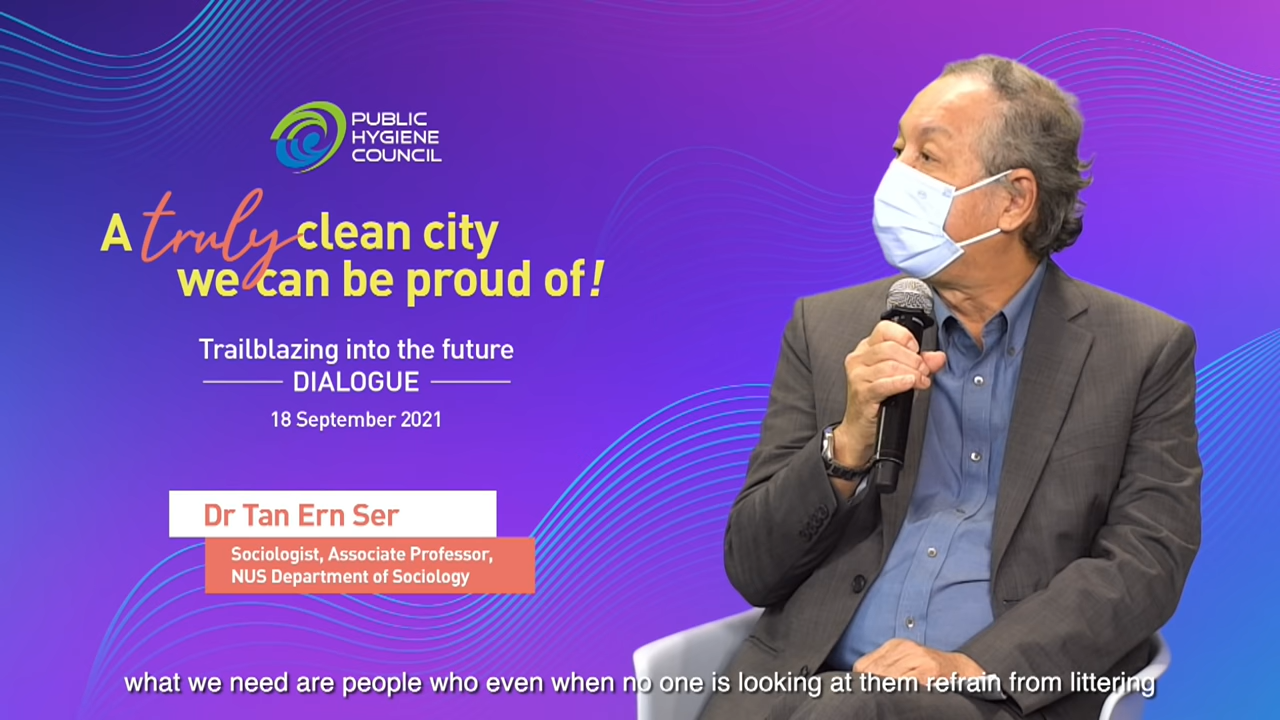 PUBLIC
HYGIENE
COUNCIL
A truly clean city
we can be proud of!
Trailblazing into the future
DIALOGUE
18 September 2021
Dr Tan Ern Ser
Sociologist, Associate Professor,
NUS Department of Sociology
what we need are people who even when no one is looking at them refrain from littering